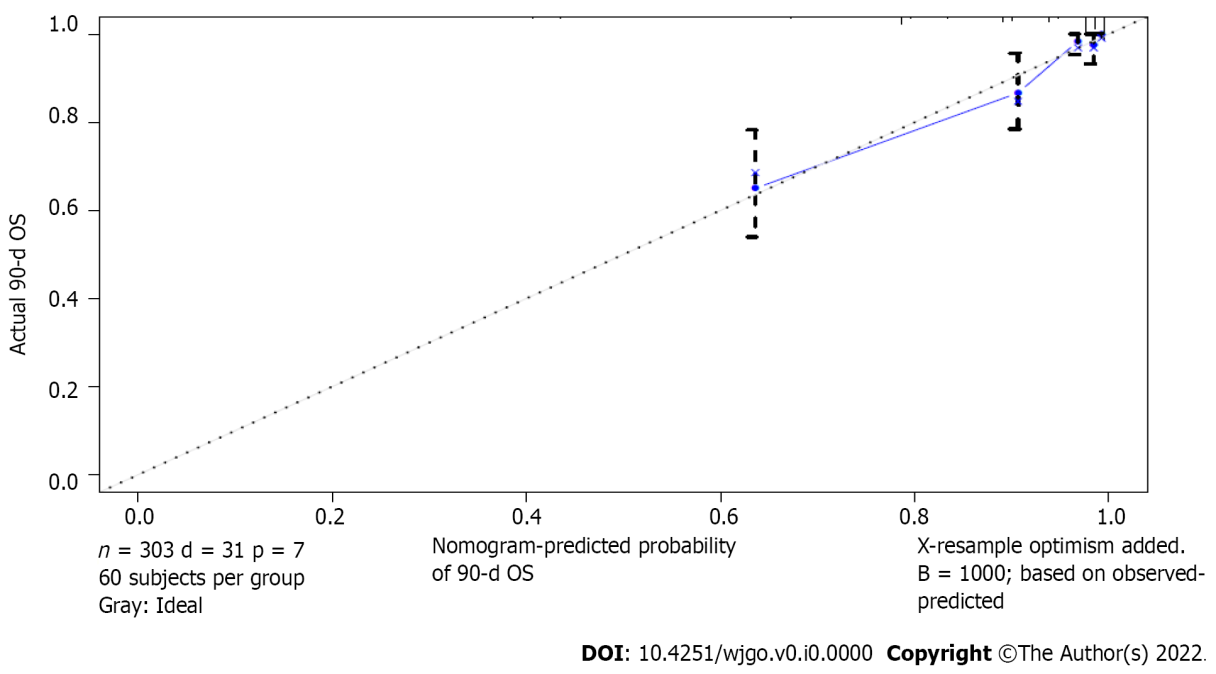 1.0
0.8
0.6
0.4
0.2
0.0
Actual 90-d OS
0.0 0.2 0.4 0.6 0.8 1.0
n = 303 d = 31 p = 7
60 subjects per group
Gray: Ideal
Nomogram-predicted probability
of 90-d OS
X-resample optimism added.
B = 1000; based on observed-
predicted
DOI: 10.4251/wjgo.v0.i0.0000 Copyright ©The Author(s) 2022.